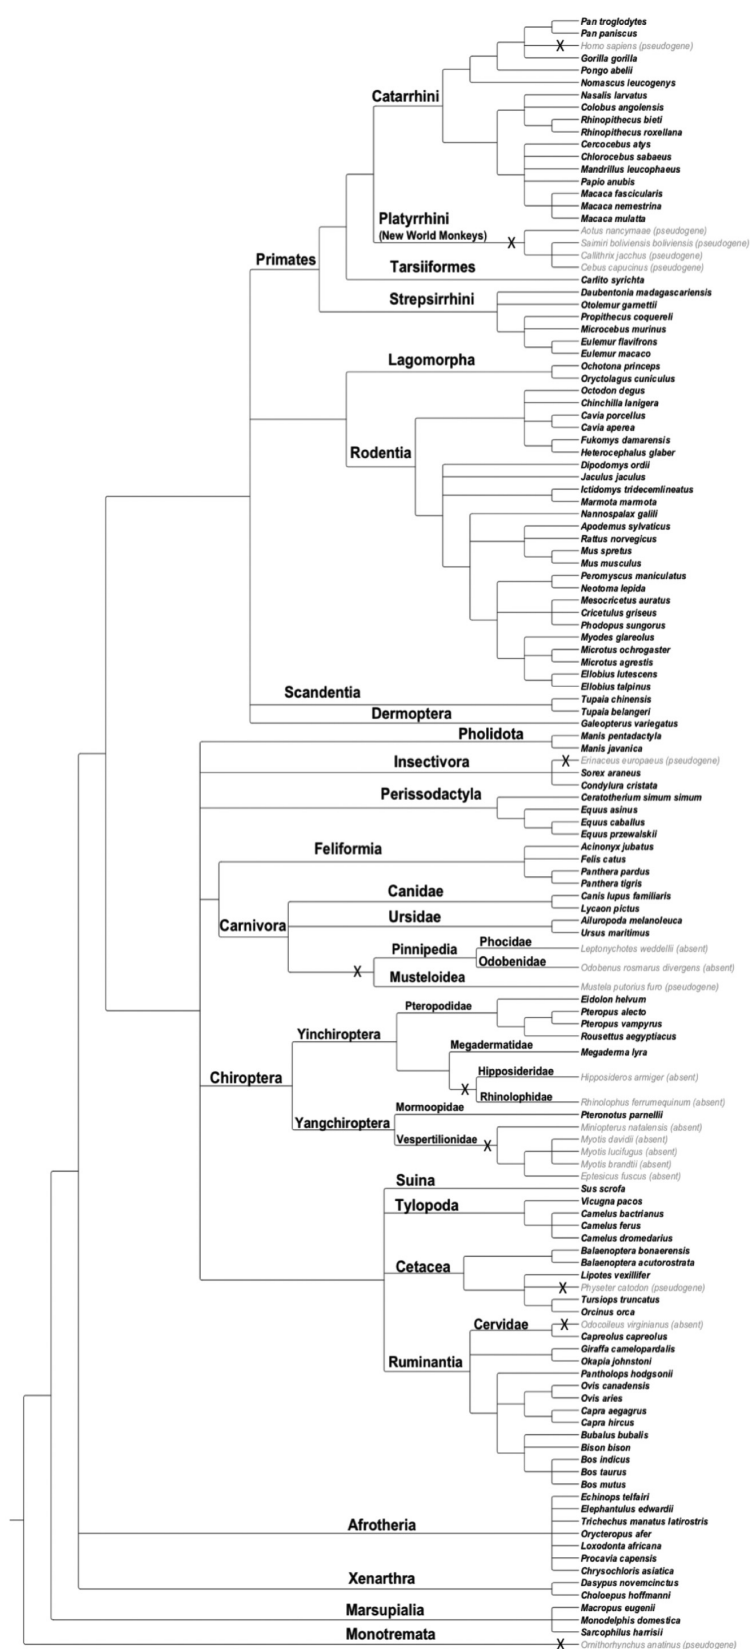 Pan troglodytes
Pan paniscus
Homo sapiens (pseudogene)
Gorilla gorilla
Pongo abelii
Nomascus leucogenys
Nasalis larvatus
Catarrhini
Colobus angolensis
Rhinopithecus bieti
Rhinopithecus roxellana
Cercocebus atys
Chlorocebus sabaeus
Mandrillus leucophaeus
Papio anubis
Macaca fascicularis
Macaca nemestrina
Macaca mulatta
Platyrrhini
(New World Monkeys)
Aotus nancymaae (pseudogene)
X
Saimiri boliviensis boliviensis (pseudogene)
Callithrix jacchus (pseudogene)
Primates
Cebus capucinus (pseudogene)
Tarsiiformes
Carlito syrichta
Daubentonia madagascariensis
Strepsirrhini
Otolemur garnettii
Propithecus coquereli
Microcebus murinus
Eulemur flavifrons
Eulemur macaco
Lagomorpha
Ochotona princeps
Oryctolagus cuniculus
Octodon degus
Chinchilla lanigera
Cavia porcellus
Cavia aperea
Fukomys damarensis
Rodentia
Heterocephalus glaber
Dipodomys ordii
Jaculus jaculus
Ictidomys tridecemlineatus
Marmota marmota
Nannospalax galili
Apodemus sylvaticus
Rattus norvegicus
Mus spretus
Mus musculus
Peromyscus maniculatus
Neotoma lepida
Mesocricetus auratus
Cricetulus griseus
Phodopus sungorus
Myodes glareolus
Microtus ochrogaster
Microtus agrestis
Ellobius lutescens
Ellobius talpinus
Scandentia
Tupaia chinensis
Tupaia belangeri
Dermoptera
Galeopterus variegatus
Pholidota
Manis pentadactyla
Manis javanica
X
Erinaceus europaeus (pseudogene)
Insectivora
Sorex araneus
Condylura cristata
Perissodactyla
Ceratotherium simum simum
Equus asinus
Equus caballus
Equus przewalskii
Feliformia
Acinonyx jubatus
Felis catus
Panthera pardus
Panthera tigris
Canidae
Canis lupus familiaris
Lycaon pictus
Ursidae
Ailuropoda melanoleuca
Carnivora
Ursus maritimus
Pinnipedia
Phocidae
Leptonychotes weddellii (absent)
Odobenidae
Odobenus rosmarus divergens (absent)
X
Musteloidea
Mustela putorius furo (pseudogene)
Pteropodidae
Eidolon helvum
Pteropus alecto
Pteropus vampyrus
Yinchiroptera
Rousettus aegyptiacus
Megadermatidae
Megaderma lyra
Hipposideridae
Hipposideros armiger (absent)
Chiroptera
X
Rhinolophidae
Rhinolophus ferrumequinum (absent)
Mormoopidae
Pteronotus parnellii
Yangchiroptera
Miniopterus natalensis (absent)
Vespertilionidae
X
Myotis davidii (absent)
Myotis lucifugus (absent)
Myotis brandtii (absent)
Eptesicus fuscus (absent)
Suina
Sus scrofa
Tylopoda
Vicugna pacos
Camelus bactrianus
Camelus ferus
Camelus dromedarius
Cetacea
Balaenoptera bonaerensis
Balaenoptera acutorostrata
Lipotes vexillifer
X
Physeter catodon (pseudogene)
Tursiops truncatus
Orcinus orca
Cervidae
X
Odocoileus virginianus (absent)
Capreolus capreolus
Giraffa camelopardalis
Ruminantia
Okapia johnstoni
Pantholops hodgsonii
Ovis canadensis
Ovis aries
Capra aegagrus
Capra hircus
Bubalus bubalis
Bison bison
Bos indicus
Bos taurus
Bos mutus
Echinops telfairi
Elephantulus edwardii
Trichechus manatus latirostris
Afrotheria
Orycteropus afer
Loxodonta africana
Procavia capensis
Chrysochloris asiatica
Xenarthra
Dasypus novemcinctus
Choloepus hoffmanni
Marsupialia
Macropus eugenii
Monodelphis domestica
Sarcophilus harrisii
Monotremata
X
Ornithorhynchus anatinus (pseudogene)